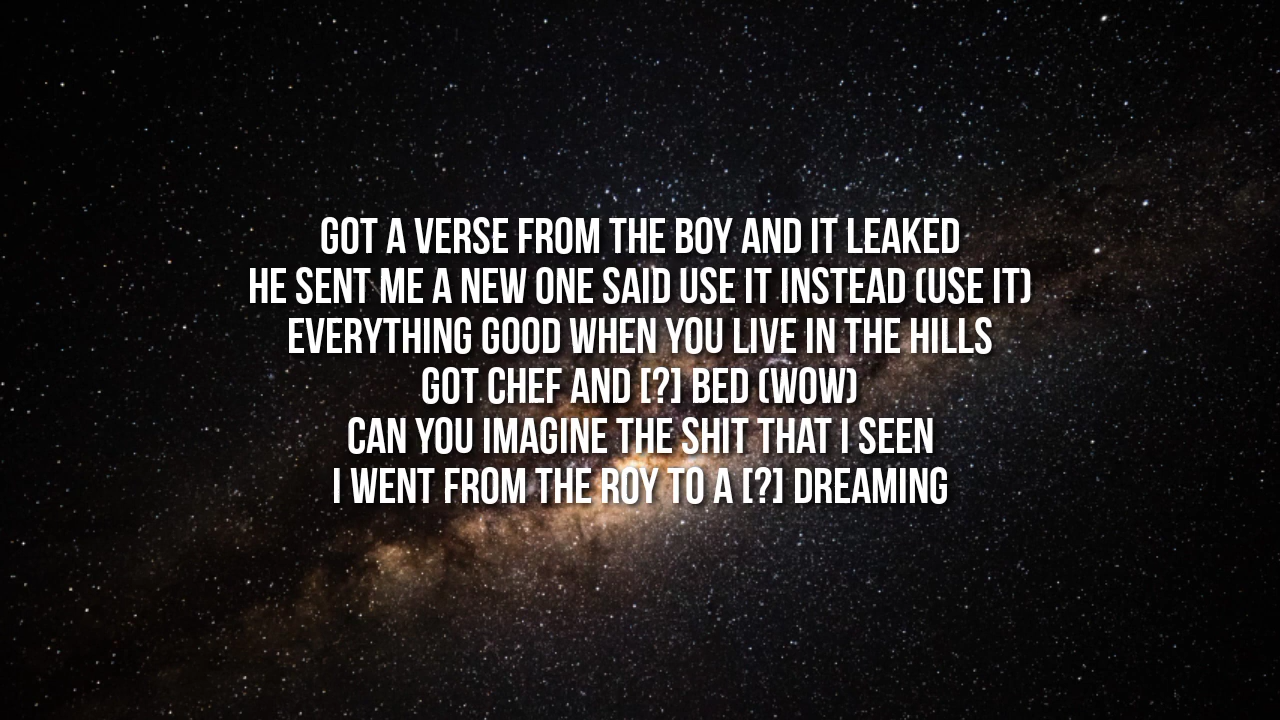 GOT A VERSE FROM THE BOY AND IT LEAKED
HE SENT ME A NEW ONE SAID USE IT INSTEAD (USE IT)
EVERYTHING GOOD WHEN YOU LIVE IN THE HILLS
GOT CHEF AND [?] BED (WOW)
CAN YOU IMAGINE THE SHIT THAT I SEEN
I WENT FROM THE ROY TO A [?] DREAMING